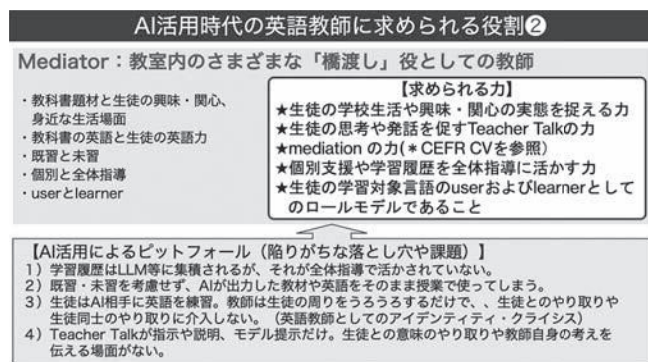 AI活用時代の英語教師に求められる役割❷
Mediator：教室内のさまざまな「橋渡し」役としての教師
・教科書題材と生徒の興味・関心、
身近な生活場面
・教科書の英語と生徒の英語力
・既習と未習
・個別と全体指導
・userとlearner
【求められる力】
★生徒の学校生活や興味・関心の実態を捉える力
★生徒の思考や発話を促すTeacher Talkの力
★mediation の力(＊CEFR CVを参照）
★個別支援や学習履歴を全体指導に活かす力
★生徒の学習対象言語のuserおよびlearnerとして
のロールモデルであること
【AI活用によるピットフォール（陥りがちな落とし穴や課題）】
1）学習履歴はLLM等に集積されるが、それが全体指導で活かされていない。
2）既習・未習を考慮せず、AIが出力した教材や英語をそのまま授業で使ってしまう。
3）生徒はAI相手に英語を練習。教師は生徒の周りをうろうろするだけで、、生徒とのやり取りや
生徒同士のやり取りに介入しない。（英語教師としてのアイデンティティ・クライシス）
4）Teacher Talkが指示や説明、モデル提示だけ。生徒との意味のやり取りや教師自身の考えを
伝える場面がない。